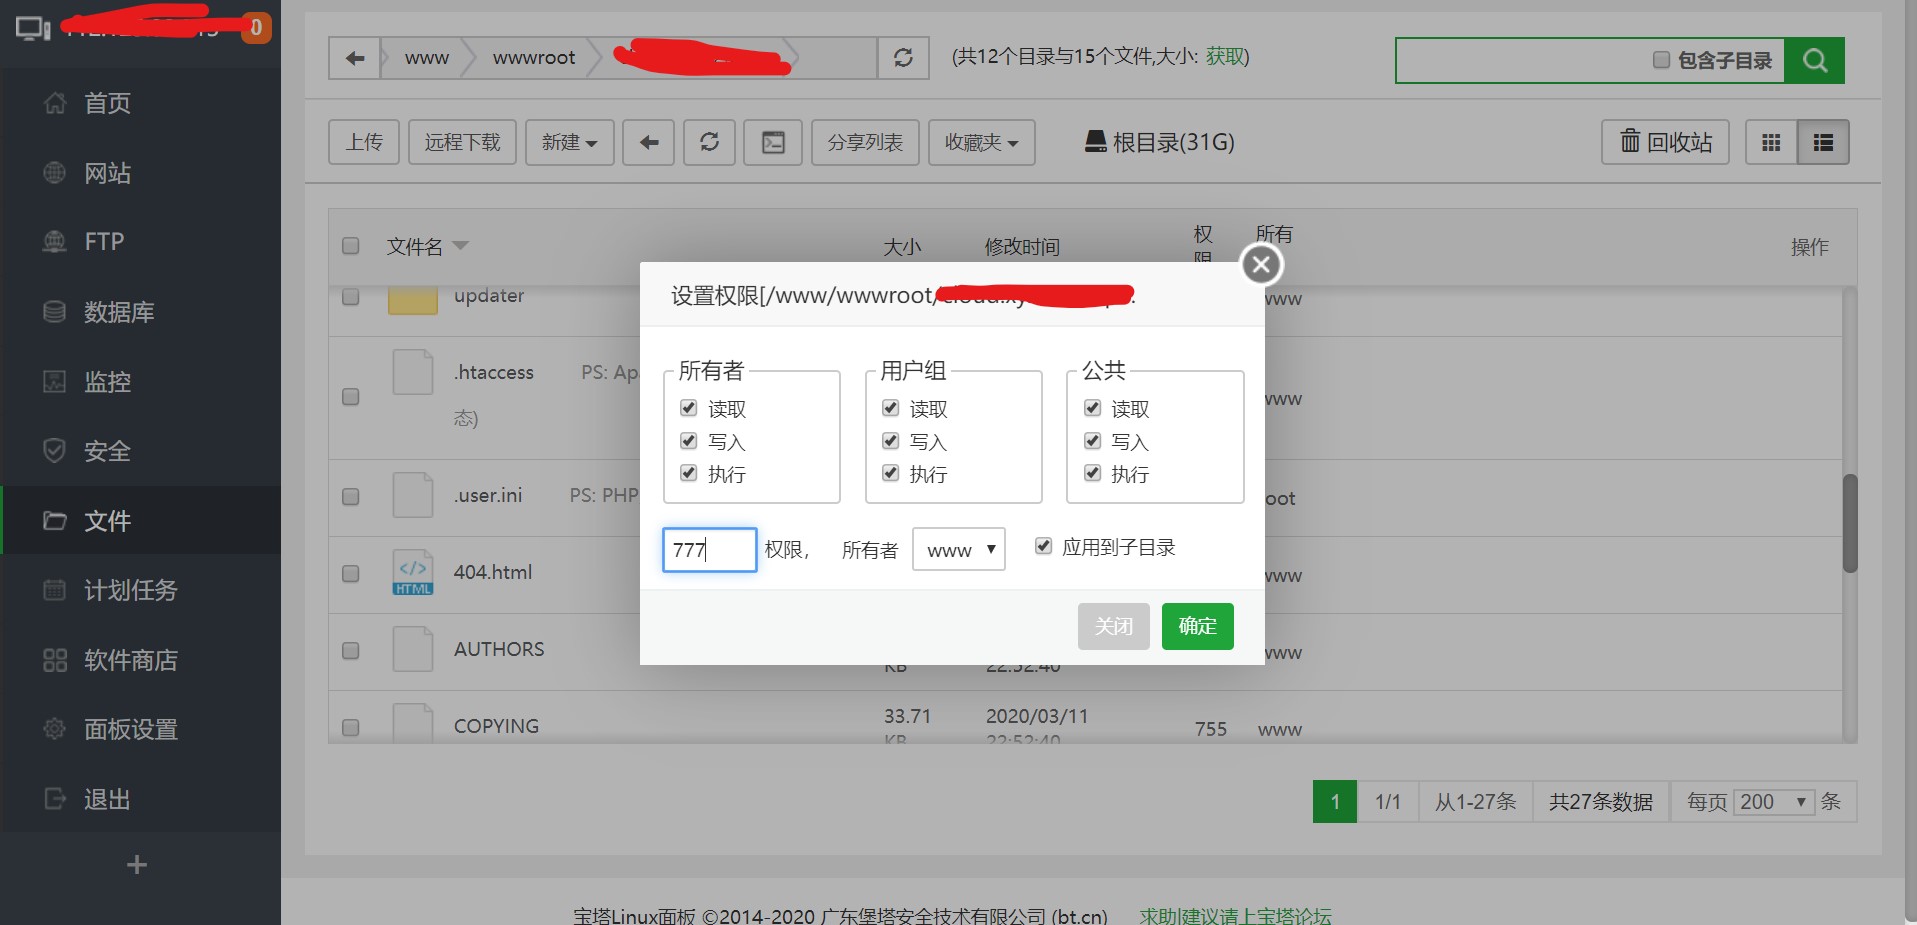 0
首页
网站
FTP
数据库
监控
安全
文件
计划任务
软件商店
面板设置
退出
+
www
wwwroot
(共12个目录与15个文件,大小: 获取)
包含子目录
上传
远程下载
新建
分享列表
收藏夹
根目录(31G)
回收站
文件名
大小
修改时间
权限
所有
操作
updater
www
.htaccess
PS: Ap
态)
www
.user.ini
PS: PHP
oot
404.html
HTML
www
AUTHORS
KB
22:52:40
www
COPYING
33.71 KB
2020/03/11 22:52:40
755
www
设置权限[/www/wwwroot/
所有者
读取
写入
执行
用户组
读取
写入
执行
公共
读取
写入
执行
777 权限， 所有者 www 应用到子目录
关闭
确定
1
1/1
从1-27条
共27条数据
每页 200 条
宝塔Linux面板 ©2014-2020 广东堡塔安全技术有限公司 (bt.cn) 求助|建议请上宝塔论坛